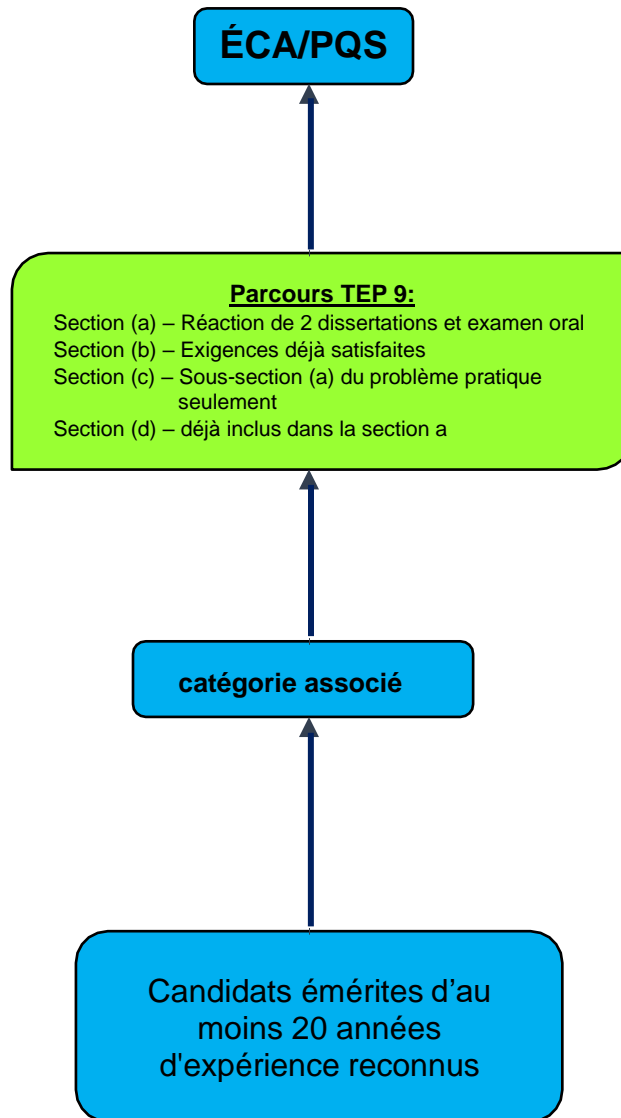 ÉCA/PQS
Parcours TEP 9:
Section (a) – Réaction de 2 dissertations et examen oral
Section (b) – Exigences déjà satisfaites
Section (c) – Sous-section (a) du problème pratique
seulement
Section (d) – déjà inclus dans la section a
catégorie associé
Candidats émérites d’au
moins 20 années
d'expérience reconnus